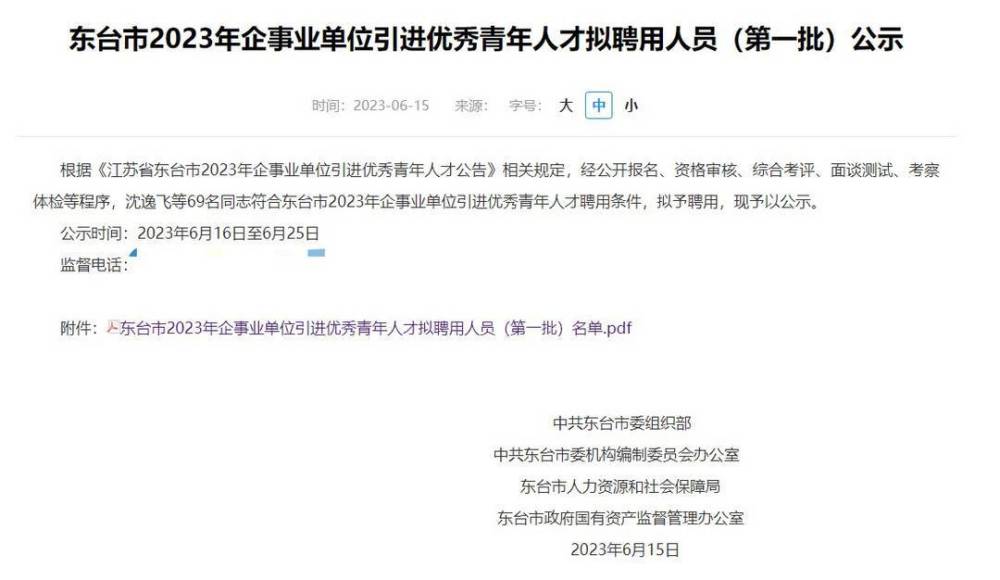 东台市2023年企事业单位引进优秀青年人才拟聘用人员（第一批）公示
时间：2023-06-15 来源： 字号： 大 中 小
根据《江苏省东台市2023年企事业单位引进优秀青年人才公告》相关规定，经公开报名、资格审核、综合考评、面谈测试、考察
体检等程序，沈逸飞等69名同志符合东台市2023年企事业单位引进优秀青年人才聘用条件，拟予聘用，现予以公示。
公示时间：2023年6月16日至6月25日
监督电话：
附件：东台市2023年企事业单位引进优秀青年人才拟聘用人员（第一批）名单.pdf
中共东台市委组织部
中共东台市委机构编制委员会办公室
东台市人力资源和社会保障局
东台市政府国有资产监督管理办公室
2023年6月15日